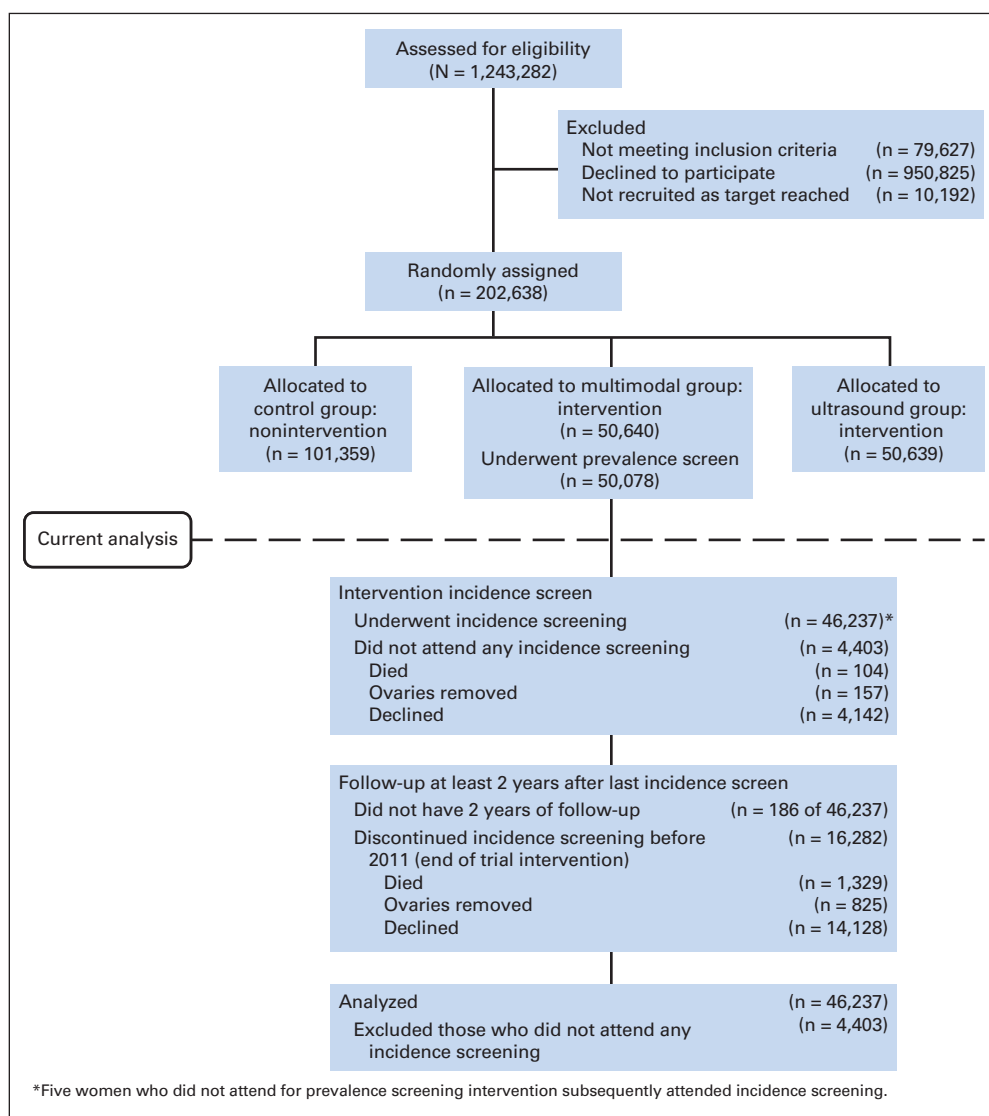 Assessed for eligibility
(N = 1,243,282)
Excluded
Not meeting inclusion criteria (n = 79,627)
Declined to participate (n = 950,825)
Not recruited as target reached (n = 10,192)
Randomly assigned
(n = 202,638)
Allocated to
control group:
nonintervention
(n = 101,359)
Allocated to multimodal group:
intervention
(n = 50,640)
Underwent prevalence screen
(n = 50,078)
Allocated to
ultrasound group:
intervention
(n = 50,639)
Current analysis
Intervention incidence screen
Underwent incidence screening (n = 46,237)*
Did not attend any incidence screening (n = 4,403)
Died (n = 104)
Ovaries removed (n = 157)
Declined (n = 4,142)
Follow-up at least 2 years after last incidence screen
Did not have 2 years of follow-up (n = 186 of 46,237)
Discontinued incidence screening before (n = 16,282)
2011 (end of trial intervention)
Died (n = 1,329)
Ovaries removed (n = 825)
Declined (n = 14,128)
Analyzed (n = 46,237)
Excluded those who did not attend any (n = 4,403)
incidence screening
*Five women who did not attend for prevalence screening intervention subsequently attended incidence screening.